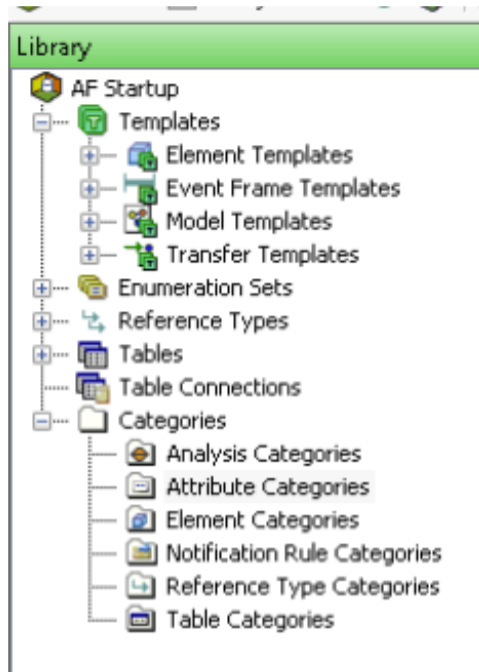 Library
AF Startup
Templates
Element Templates
Event Frame Templates
Model Templates
Transfer Templates
Enumeration Sets
Reference Types
Tables
Table Connections
Categories
Analysis Categories
Attribute Categories
Element Categories
Notification Rule Categories
Reference Type Categories
Table Categories